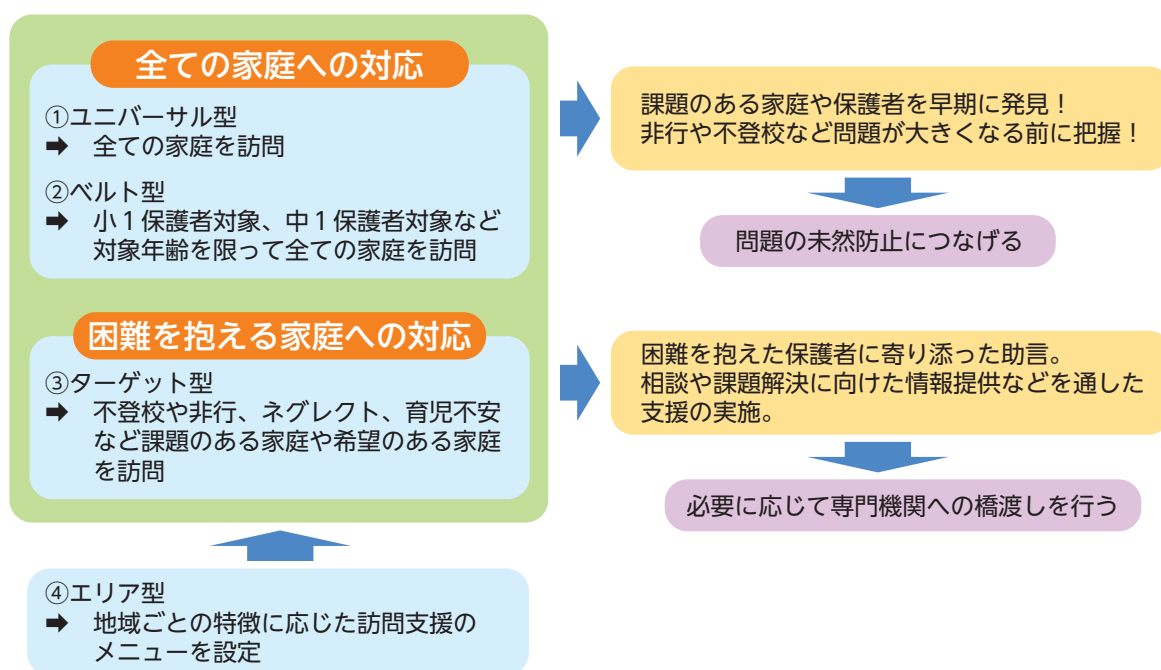 全ての家庭への対応
①ユニバーサル型
➡ 全ての家庭を訪問
②ベルト型
➡ 小1保護者対象、中1保護者対象など
対象年齢を限って全ての家庭を訪問
課題のある家庭や保護者を早期に発見!
非行や不登校など問題が大きくなる前に把握!
問題の未然防止につなげる
困難を抱える家庭への対応
③ターゲット型
➡ 不登校や非行、ネグレクト、育児不安
など課題のある家庭や希望のある家庭
を訪問
困難を抱えた保護者に寄り添った助言。
相談や課題解決に向けた情報提供などを通した
支援の実施。
必要に応じて専門機関への橋渡しを行う
④エリア型
➡ 地域ごとの特徴に応じた訪問支援の
メニューを設定